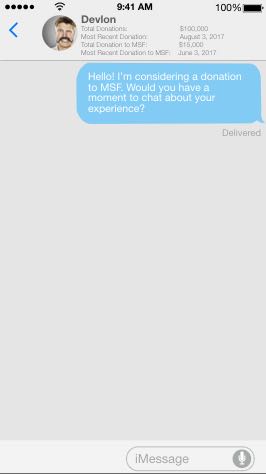 9:41 AM 100%
Devlon
Total Donations: $100,000
Most Recent Donation: August 3, 2017
Total Donation to MSF: $15,000
Most Recent Donation to MSF: June 3, 2017
Hello! I'm considering a donation
to MSF. Would you have a
moment to chat about your
experience?
Delivered
iMessage